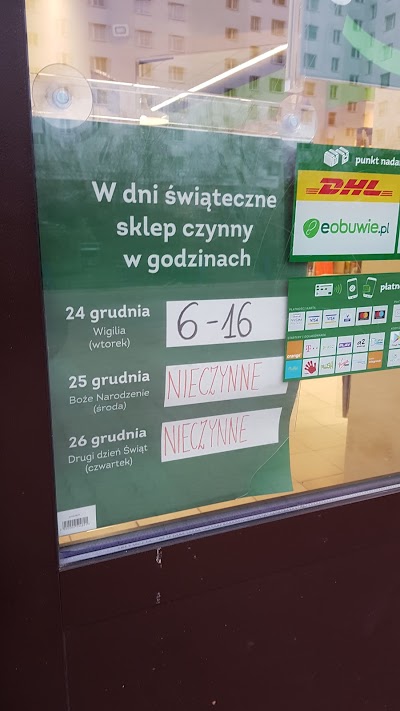 W dni świąteczne
sklep czynny
w godzinach
24 grudnia
Wigilia
(wtorek)
6-16
25 grudnia
Boże Narodzenie
(środa)
NIECZYNNE
26 grudnia
Drugi dzień Świąt
(czwartek)
NIECZYNNE
punkt nada
DHL
eobuwie.pl
płatno